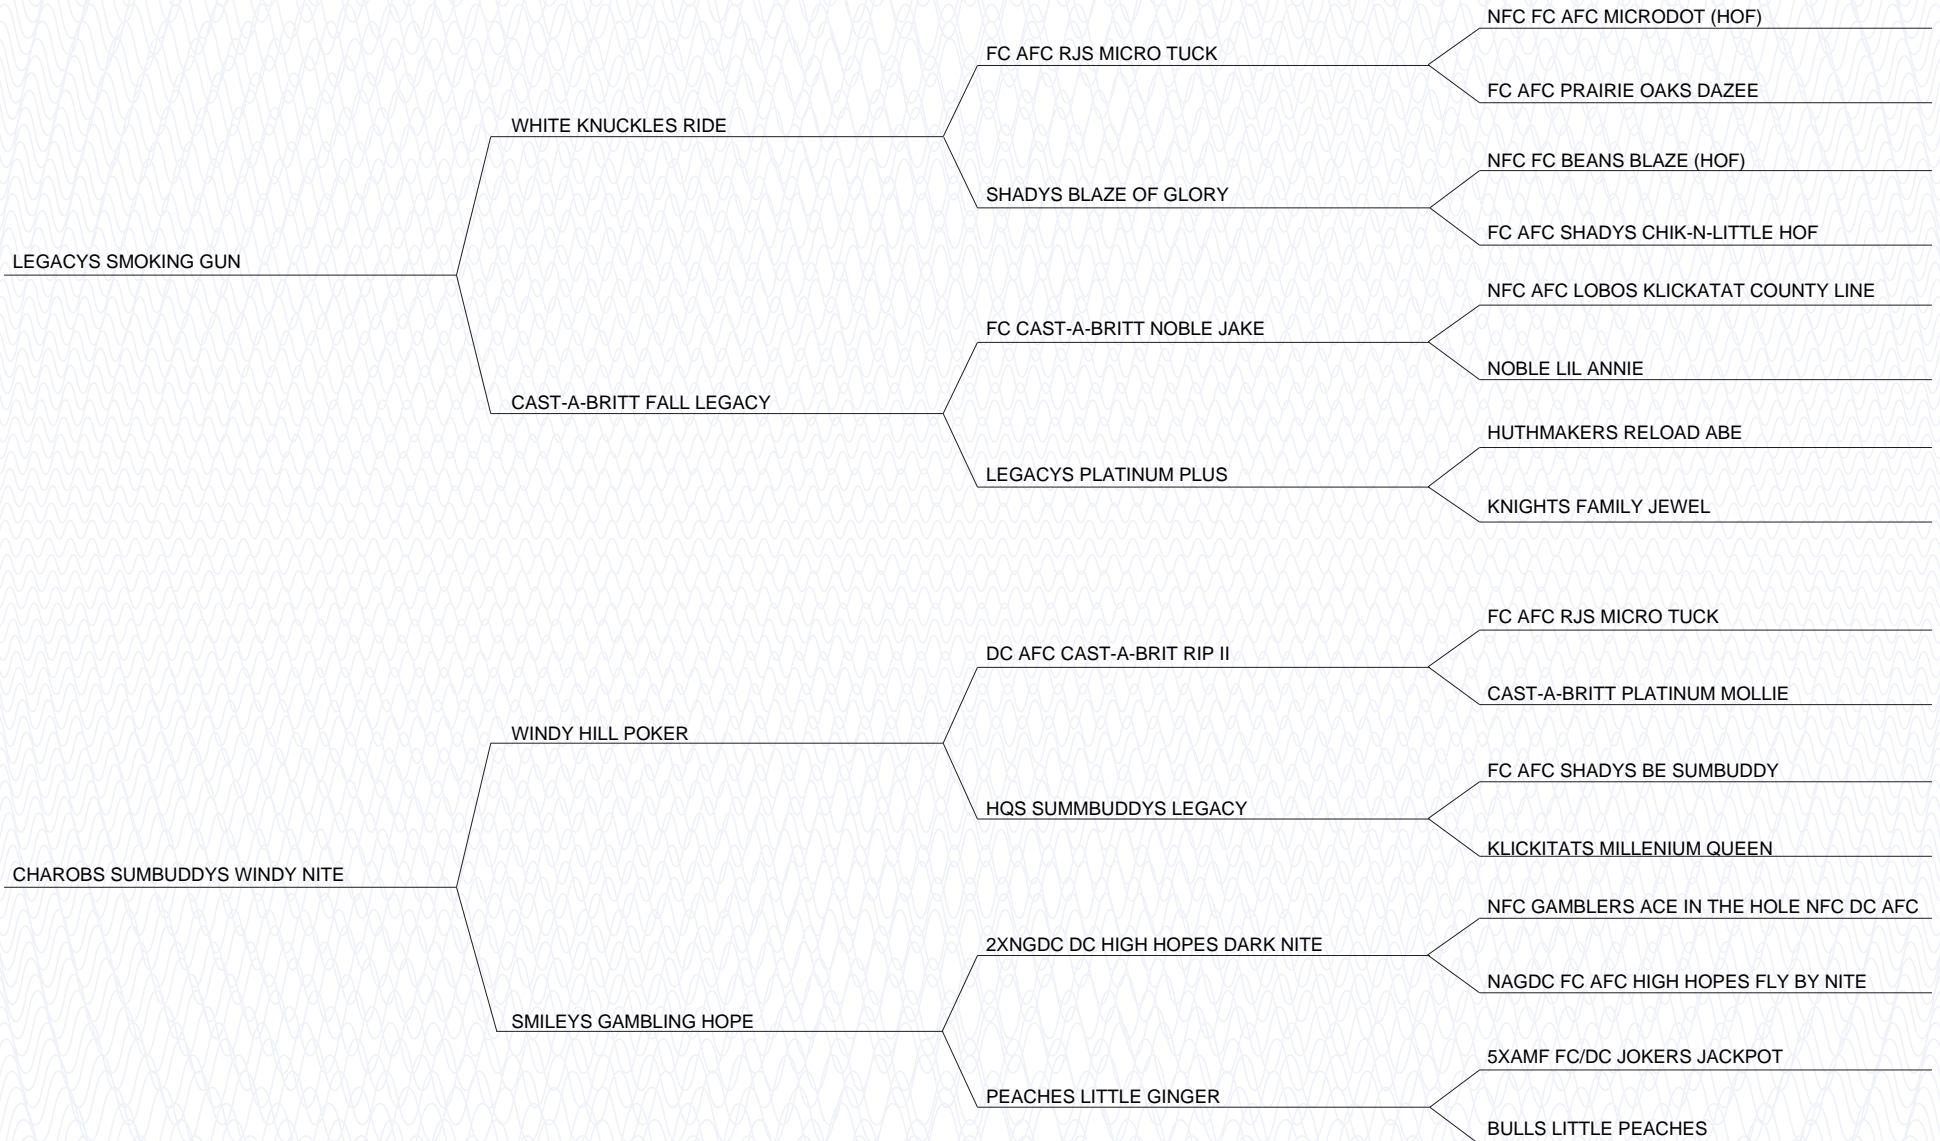 NFC FC AFC MICRODOT (HOF)
FC AFC RJS MICRO TUCK
FC AFC PRAIRIE OAKS DAZEE
WHITE KNUCKLES RIDE
NFC FC BEANS BLAZE (HOF)
SHADYS BLAZE OF GLORY
FC AFC SHADYS CHIK-N-LITTLE HOF
LEGACYS SMOKING GUN
NFC AFC LOBOS KLICKATAT COUNTY LINE
FC CAST-A-BRITT NOBLE JAKE
NOBLE LIL ANNIE
CAST-A-BRITT FALL LEGACY
HUTHMAKERS RELOAD ABE
LEGACYS PLATINUM PLUS
KNIGHTS FAMILY JEWEL
FC AFC RJS MICRO TUCK
DC AFC CAST-A-BRIT RIP II
CAST-A-BRITT PLATINUM MOLLIE
WINDY HILL POKER
FC AFC SHADYS BE SUMBUDDY
HQS SUMMBUDDYS LEGACY
KLICKITATS MILLENIUM QUEEN
CHAROBS SUMBUDDYS WINDY NITE
NFC GAMBLERS ACE IN THE HOLE NFC DC AFC
2XNGDC DC HIGH HOPES DARK NITE
NAGDC FC AFC HIGH HOPES FLY BY NITE
SMILEYS GAMBLING HOPE
5XAMF FC/DC JOKERS JACKPOT
PEACHES LITTLE GINGER
BULLS LITTLE PEACHES